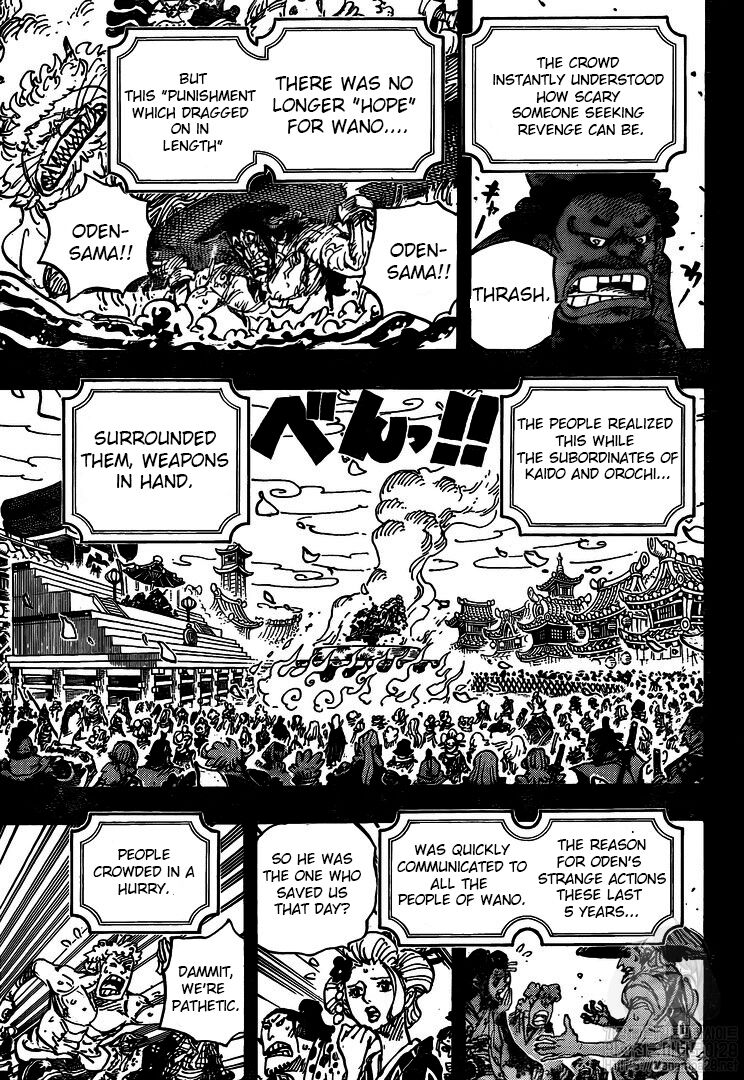 THE CROWD
INSTANTLY UNDERSTOOD
HOW SCARY
SOMEONE SEEKING
REVENGE CAN BE.
THRASH.
THERE WAS NO
LONGER "HOPE"
FOR WANO....
BUT
THIS "PUNISHMENT
WHICH DRAGGED
ON IN
LENGTH"
ODEN-
SAMA!!
ODEN-
SAMA!!
THE PEOPLE REALIZED
THIS WHILE
THE SUBORDINATES OF
KAIDO AND OROCHI...
べんっ!!
SURROUNDED
THEM, WEAPONS
IN HAND.
THE REASON
FOR ODEN'S
STRANGE ACTIONS
THESE LAST
5 YEARS...
WAS QUICKLY
COMMUNICATED TO
ALL THE
PEOPLE OF WANO.
SO HE WAS
THE ONE WHO
SAVED US
THAT DAY?
PEOPLE
CROWDED IN A
HURRY.
DAMMIT,
WE'RE
PATHETIC.